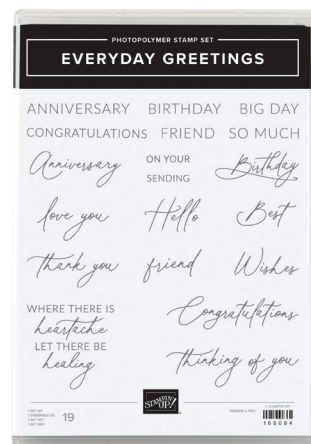 PHOTOPOLYMER STAMP SET
EVERYDAY GREETINGS
ANNIVERSARY BIRTHDAY BIG DAY
CONGRATULATIONS FRIEND SO MUCH
Anniversary ON YOUR SENDING Birthday
love you Hello Best
thank you friend Wishes
WHERE THERE IS
heartache
LET THERE BE
healing
Congratulations
Thinking of you
STAMPIN' UP!
19
© STAMPIN' UP!
165684